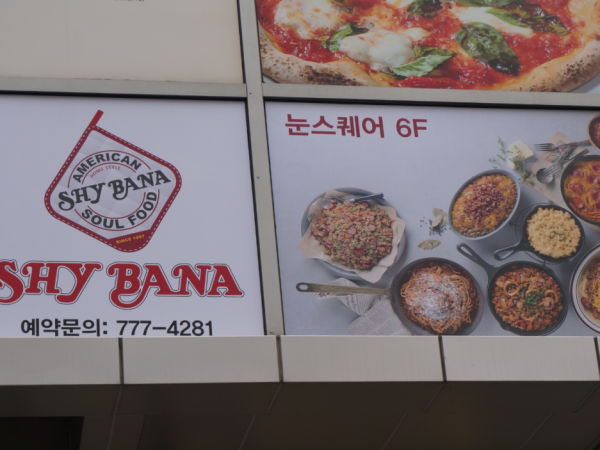 AMERICAN
HOME STYLE
SHY BANA
SOUL FOOD
SINCE 1997
SHY BANA
예약문의: 777-4281
눈스퀘어 6F